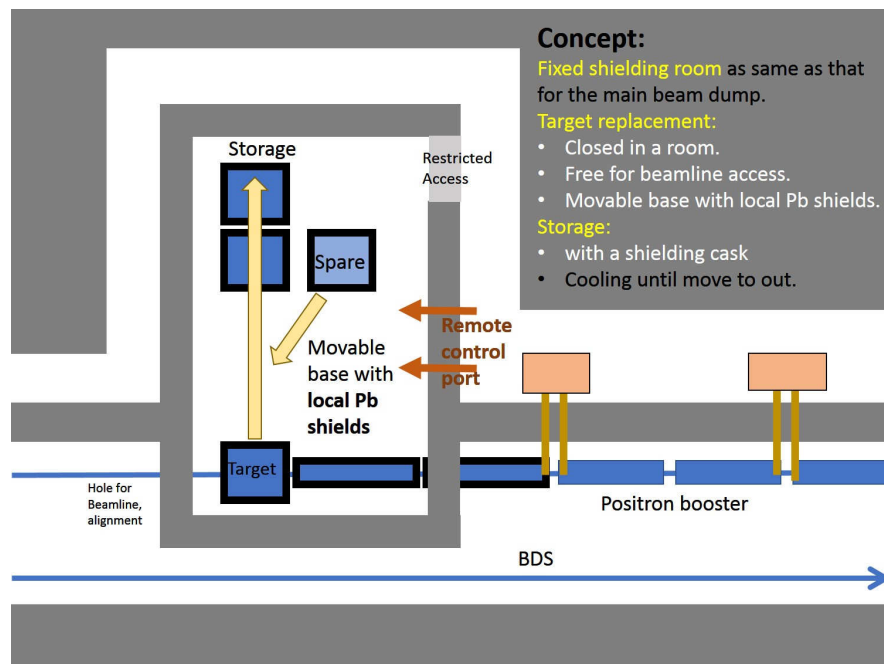 Concept:
Fixed shielding room as same as that
for the main beam dump.
Target replacement:
• Closed in a room.
• Free for beamline access.
• Movable base with local Pb shields.
Storage:
• with a shielding cask
• Cooling until move to out.
Storage
Restricted
Access
Spare
Remote
control
port
Movable
base with
local Pb
shields
Target
Hole for
Beamline,
alignment
Positron booster
BDS